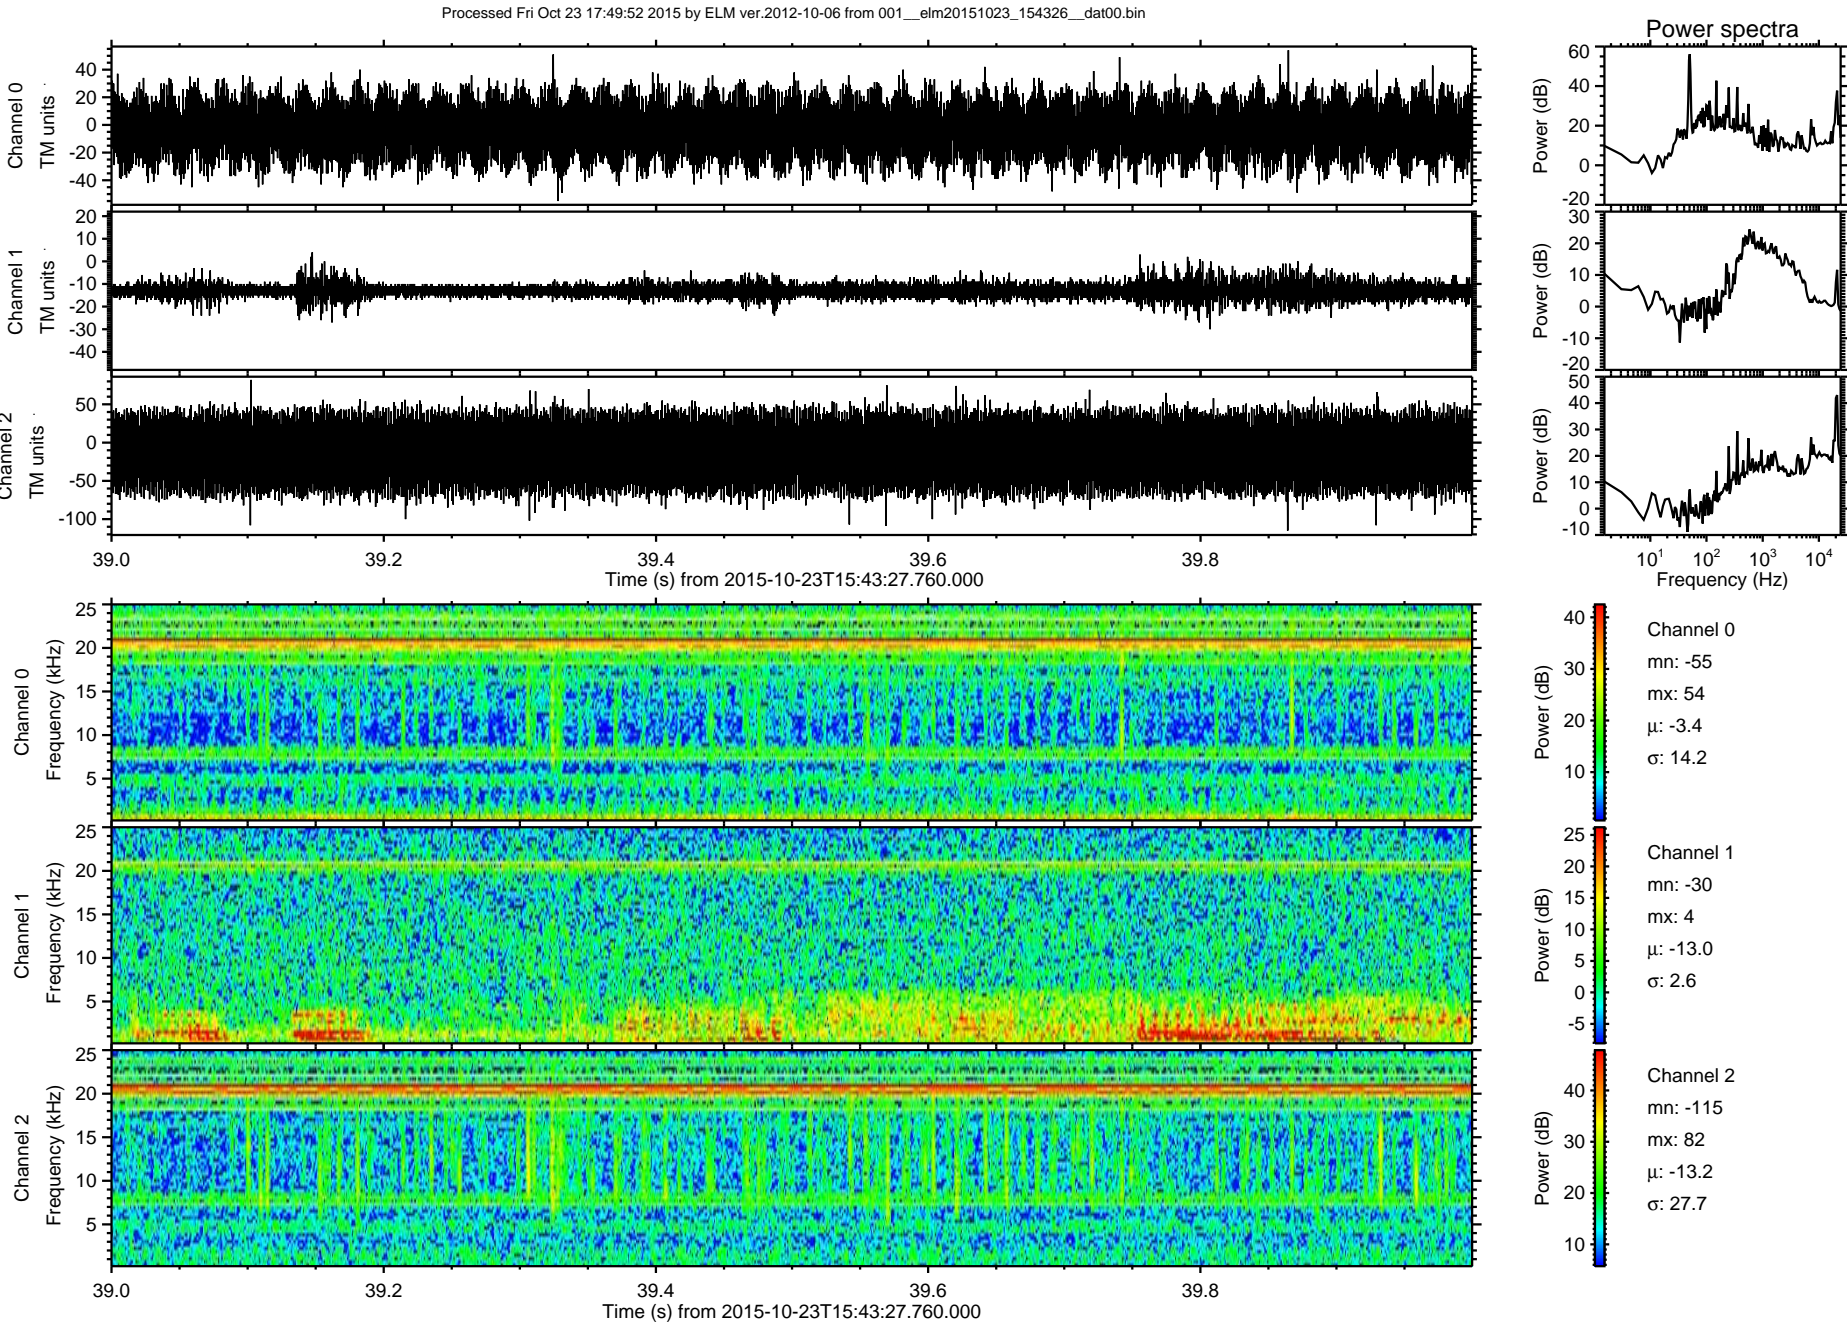 Processed Fri Oct 23 17:49:52 2015 by ELM ver.2012-10-06 from 001__elm20151023_154326__dat00.bin
Power spectra
Channel 0
TM units
40
20
0
-20
-40
Power (dB)
60
40
20
0
-20
Channel 1
TM units
20
10
0
-10
-20
-30
-40
Power (dB)
30
20
10
0
-10
-20
Channel 2
TM units
50
0
-50
-100
Power (dB)
50
40
30
20
10
0
-10
39.0 39.2 39.4 39.6 39.8
Time (s) from 2015-10-23T15:43:27.760.000
10^1 10^2 10^3 10^4
Frequency (Hz)
Channel 0
Frequency (kHz)
25
20
15
10
5
Power (dB)
40
30
20
10
Channel 0
mn: -55
mx: 54
μ: -3.4
σ: 14.2
Channel 1
Frequency (kHz)
25
20
15
10
5
Power (dB)
25
20
15
10
5
0
-5
Channel 1
mn: -30
mx: 4
μ: -13.0
σ: 2.6
Channel 2
Frequency (kHz)
25
20
15
10
5
Power (dB)
40
30
20
10
Channel 2
mn: -115
mx: 82
μ: -13.2
σ: 27.7
39.0 39.2 39.4 39.6 39.8
Time (s) from 2015-10-23T15:43:27.760.000